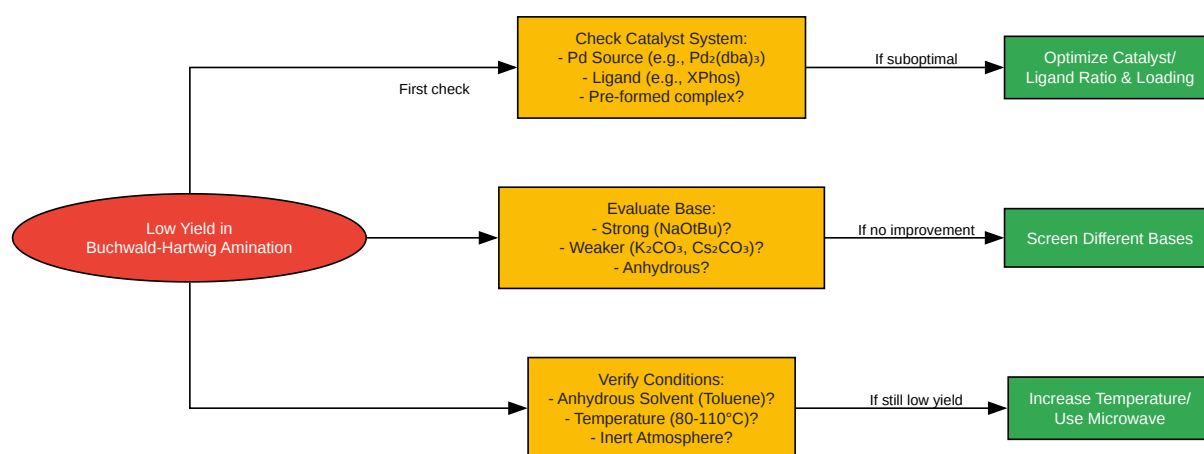 Check Catalyst System:
- Pd Source (e.g., Pd₂(dba)₃)
- Ligand (e.g., XPhos)
- Pre-formed complex?
If suboptimal
Optimize Catalyst/
Ligand Ratio & Loading
First check
Low Yield in
Buchwald-Hartwig Amination
Evaluate Base:
- Strong (NaOtBu)?
- Weaker (K₂CO₃, Cs₂CO₃)?
- Anhydrous?
If no improvement
Screen Different Bases
Verify Conditions:
- Anhydrous Solvent (Toluene)?
- Temperature (80-110°C)?
- Inert Atmosphere?
If still low yield
Increase Temperature/
Use Microwave